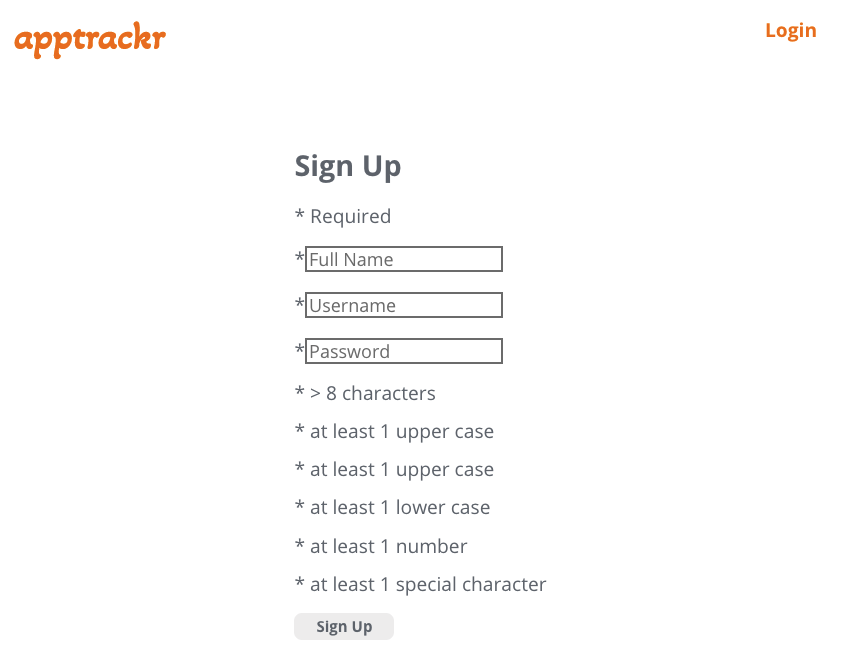 apptrackr
Login
Sign Up
* Required
*Full Name
*Username
*Password
* > 8 characters
* at least 1 upper case
* at least 1 upper case
* at least 1 lower case
* at least 1 number
* at least 1 special character
Sign Up